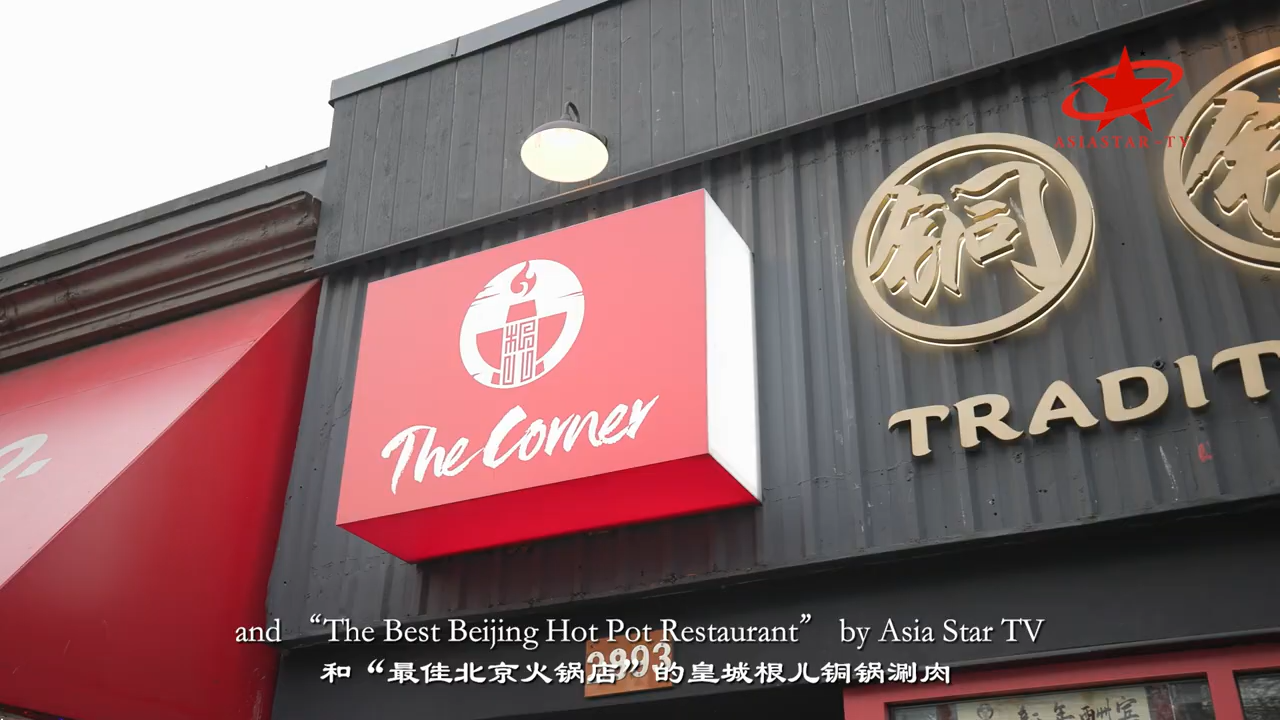 ASIASTAR-TV
铜
TRADIT
The Corner
and “The Best Beijing Hot Pot Restaurant” by Asia Star TV
和“最佳北京火锅店”的皇城根儿铜锅涮肉